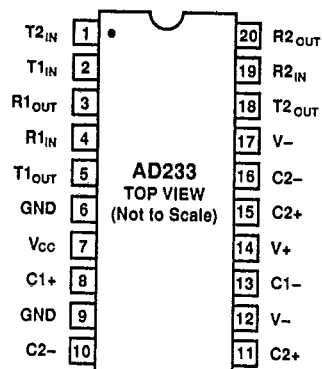 T2IN 1 20 R2OUT
T1IN 2 19 R2IN
R1OUT 3 18 T2OUT
R1IN 4 17 V–
T1OUT 5 16 C2–
AD233
TOP VIEW
(Not to Scale)
GND 6 15 C2+
VCC 7 14 V+
C1+ 8 13 C1–
GND 9 12 V–
C2– 10 11 C2+